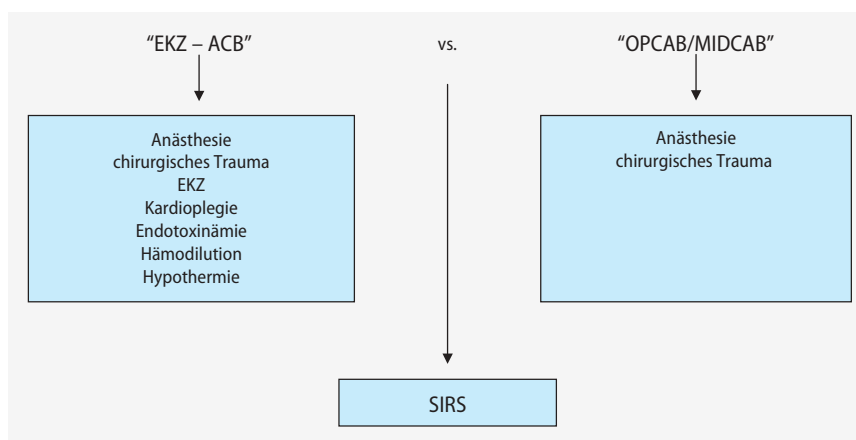 “EKZ – ACB”
vs.
“OPCAB/MIDCAB”
Anästhesie
chirurgisches Trauma
EKZ
Kardioplegie
Endotoxinämie
Hämodilution
Hypothermie
Anästhesie
chirurgisches Trauma
SIRS